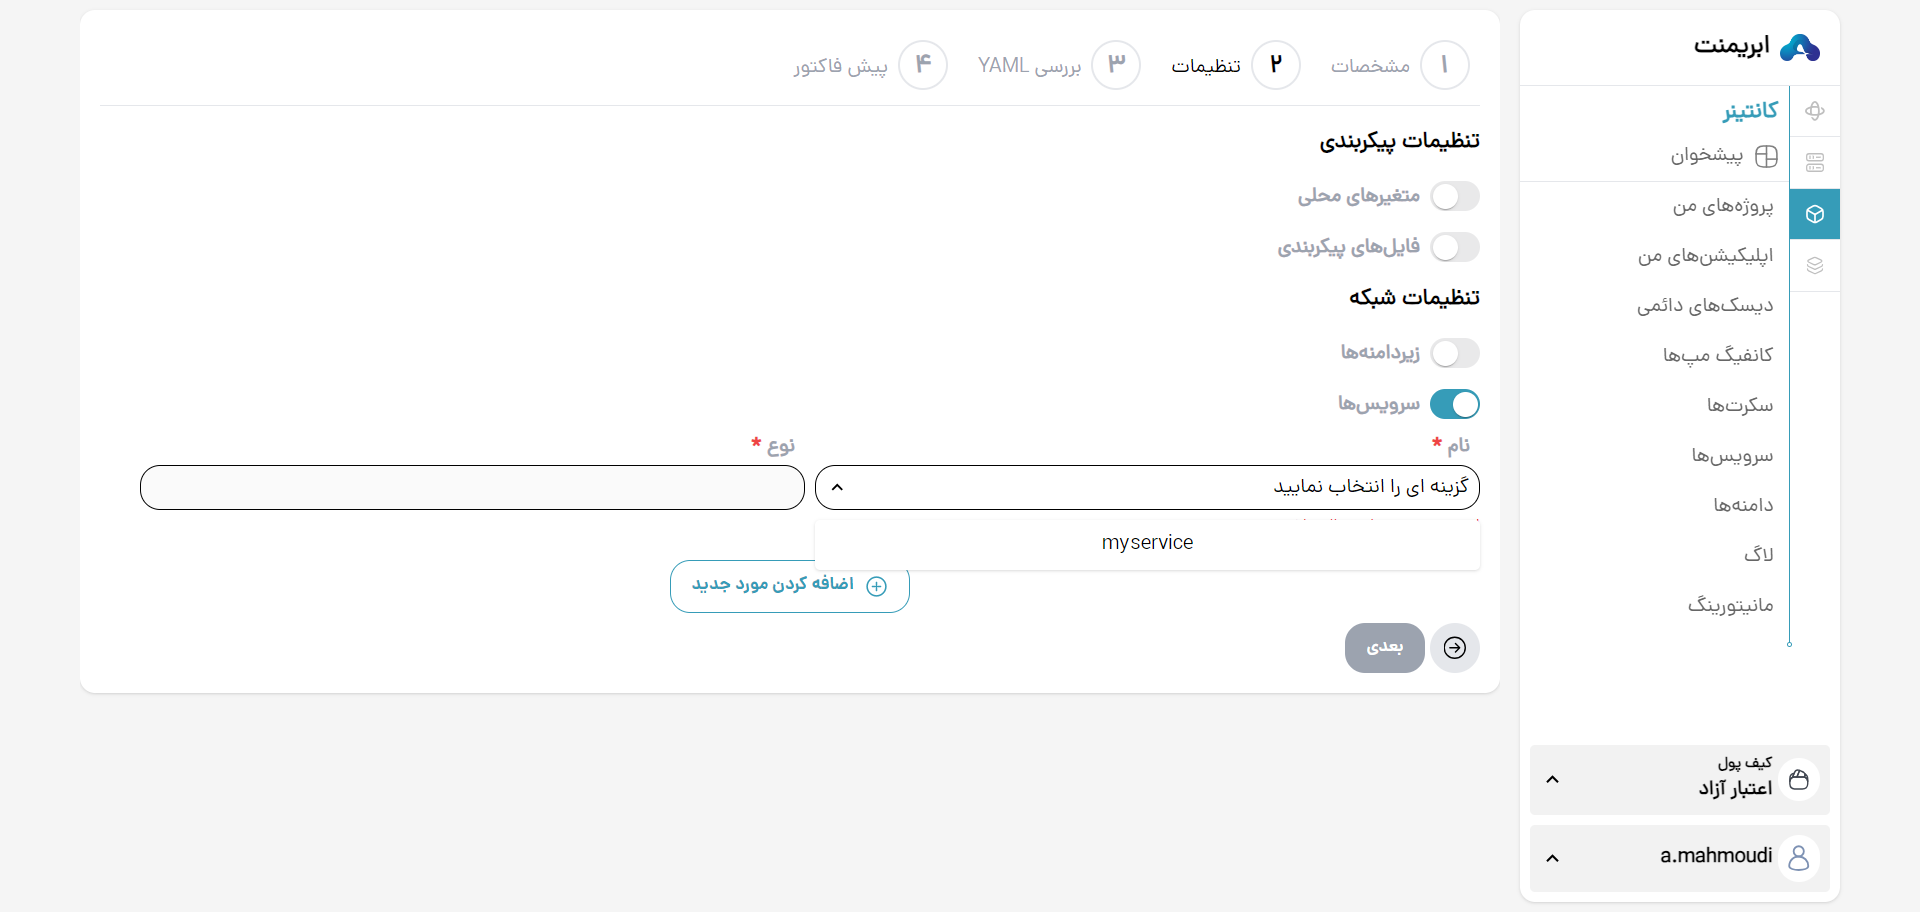 ابریمنت
کانتینر
پیشخوان
پروژه‌های من
اپلیکیشن‌های من
دیسک‌های دائمی
کانفیگ مپ‌ها
سکرت‌ها
سرویس‌ها
دامنه‌ها
لاگ
مانیتورینگ
کیف پول
اعتبار آزاد
a.mahmoudi
۱ مشخصات ۲ تنظیمات ۳ بررسی YAML ۴ پیش فاکتور
تنظیمات پیکربندی
متغیرهای محلی
فایل‌های پیکربندی
تنظیمات شبکه
زیردامنه‌ها
سرویس‌ها
نام * نوع *
گزینه ای را انتخاب نمایید
myservice
اضافه کردن مورد جدید
بعدی